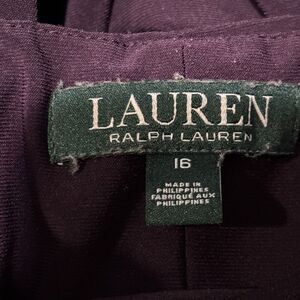 LAUREN
RALPH LAUREN
16
MADE IN
PHILIPPINES
FABRIQUÉ AUX
PHILIPPINES